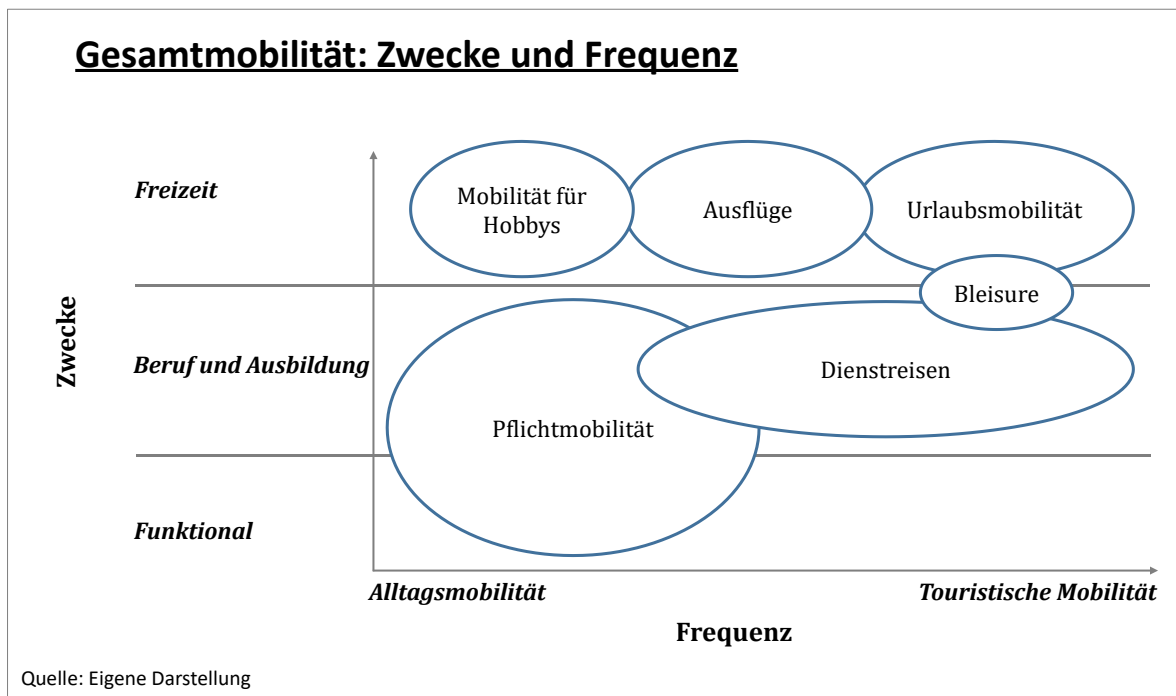 Gesamtmobilität: Zwecke und Frequenz
Freizeit
Mobilität für
Hobbys
Ausflüge
Urlaubsmobilität
Bleisure
Zwecke
Beruf und Ausbildung
Dienstreisen
Pflichtmobilität
Funktional
Alltagsmobilität
Touristische Mobilität
Frequenz
Quelle: Eigene Darstellung